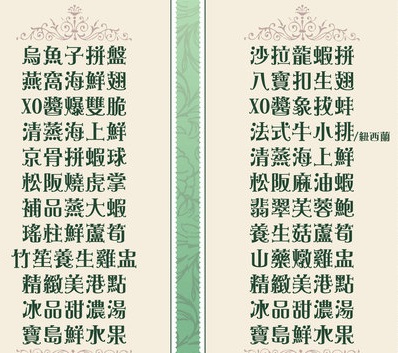 烏魚子拼盤
燕窩海鮮翅
XO醬爆雙脆
清蒸海上鮮
京骨拼蝦球
松阪燒虎掌
補品蒸大蝦
瑤柱鮮蘆筍
竹笙養生雞盅
精緻美港點
冰品甜濃湯
寶島鮮水果
沙拉龍蝦拼
八寶扣生翅
XO醬象拔蚌
法式牛小排/紐西蘭
清蒸海上鮮
松阪麻油蝦
翡翠芙蓉鮑
養生菇蘆筍
山藥燉雞盅
精緻美港點
冰品甜濃湯
寶島鮮水果